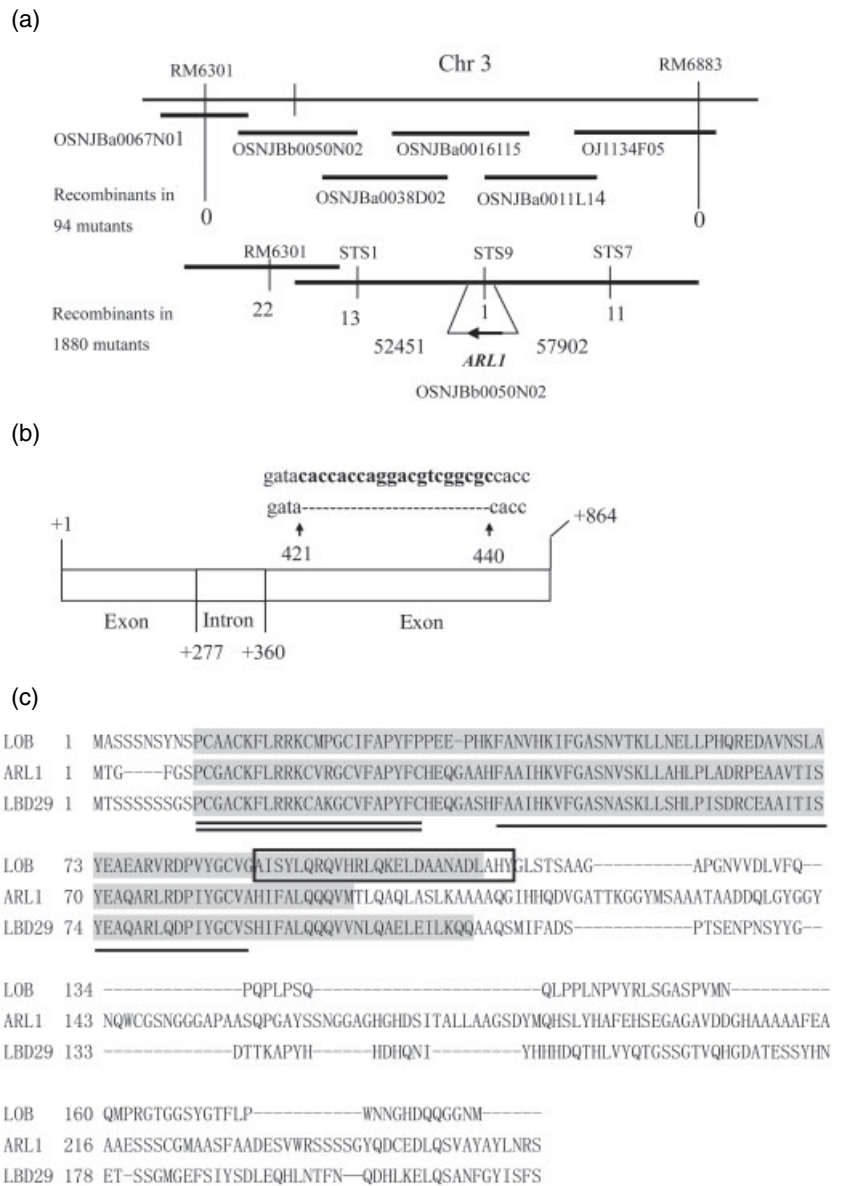 (a)
RM6301 Chr 3 RM6883
OSNJBa0067N01
OSNJBb0050N02 OSNJBa0016115 OJ1134F05
Recombinants in
94 mutants
OSNJBa0038D02 OSNJBa0011L14
0 0
RM6301 STS1 STS9 STS7
Recombinants in
1880 mutants
22 13 1 11
52451 57902
ARL1
OSNJBb0050N02
(b)
gatacaccaccaggacgtcggcgccacc
gata----------------------cacc
+1 421 440 +864
Exon Intron Exon
+277 +360
(c)
LOB 1 MASSSNSYNSPCAACKFLRRKCMPGCIFAPYFPPEE-PHKFANVHKIFGASNVTKLLNELLPHQREDAVNSLA
ARL1 1 MTG----FGSPCGACKFLRRKCVRGCVFAPYFCHEQGAAHFAAIHKVFGASNVSKLLAHLPLADRPEAAVTIS
LBD29 1 MTSSSSSSGSPCGACKFLRRKCAKGCVFAPYFCHEQGASHFAAIHKVFGASNASKLLSHLPISDRCEAAITIS
LOB 73 YEAEARVRDPVYGCVGAISYLQRQVHRLQKELDAANADLAHYGLSTSAAG----------APGNVVDLVFQ--
ARL1 70 YEAQARLRDPIYGCVAHIFALQQQVMTLQAQLASLKAAAAQGIHHQDVGATTKGGYMSAAATAADDQLGYGGY
LBD29 74 YEAQARLQDPIYGCVSHIFALQQQVVNLQAELEILKQQAAQSMIFADS-----------PTSENPNSYYG--
LOB 134 --------------PQPLPSQ-----------------------QLPPLNPVYRLSGASPVMN----------
ARL1 143 NQWCGSNGGGAPAASQPGAYSSNGGAGHGHDSITALLAAGSDYMQHSLYHAFEHSEGAGAVDDGHAAAAAFEA
LBD29 133 -------------DTTKAPYH------HDHQNI---------YHHHDQTHLVYQTGSSGTVQHGDATESSYHN
LOB 160 QMPRGTGGSYGTFLP-----------WNNGHDQQGGNM------
ARL1 216 AAESSSCGMAASFAADESVWRSSSSGYQDCEDLQSVAYAYLNRS
LBD29 178 ET-SSGMGEFSIYSDLEQHLNTFN--QDHLKELQSANFGYISFS